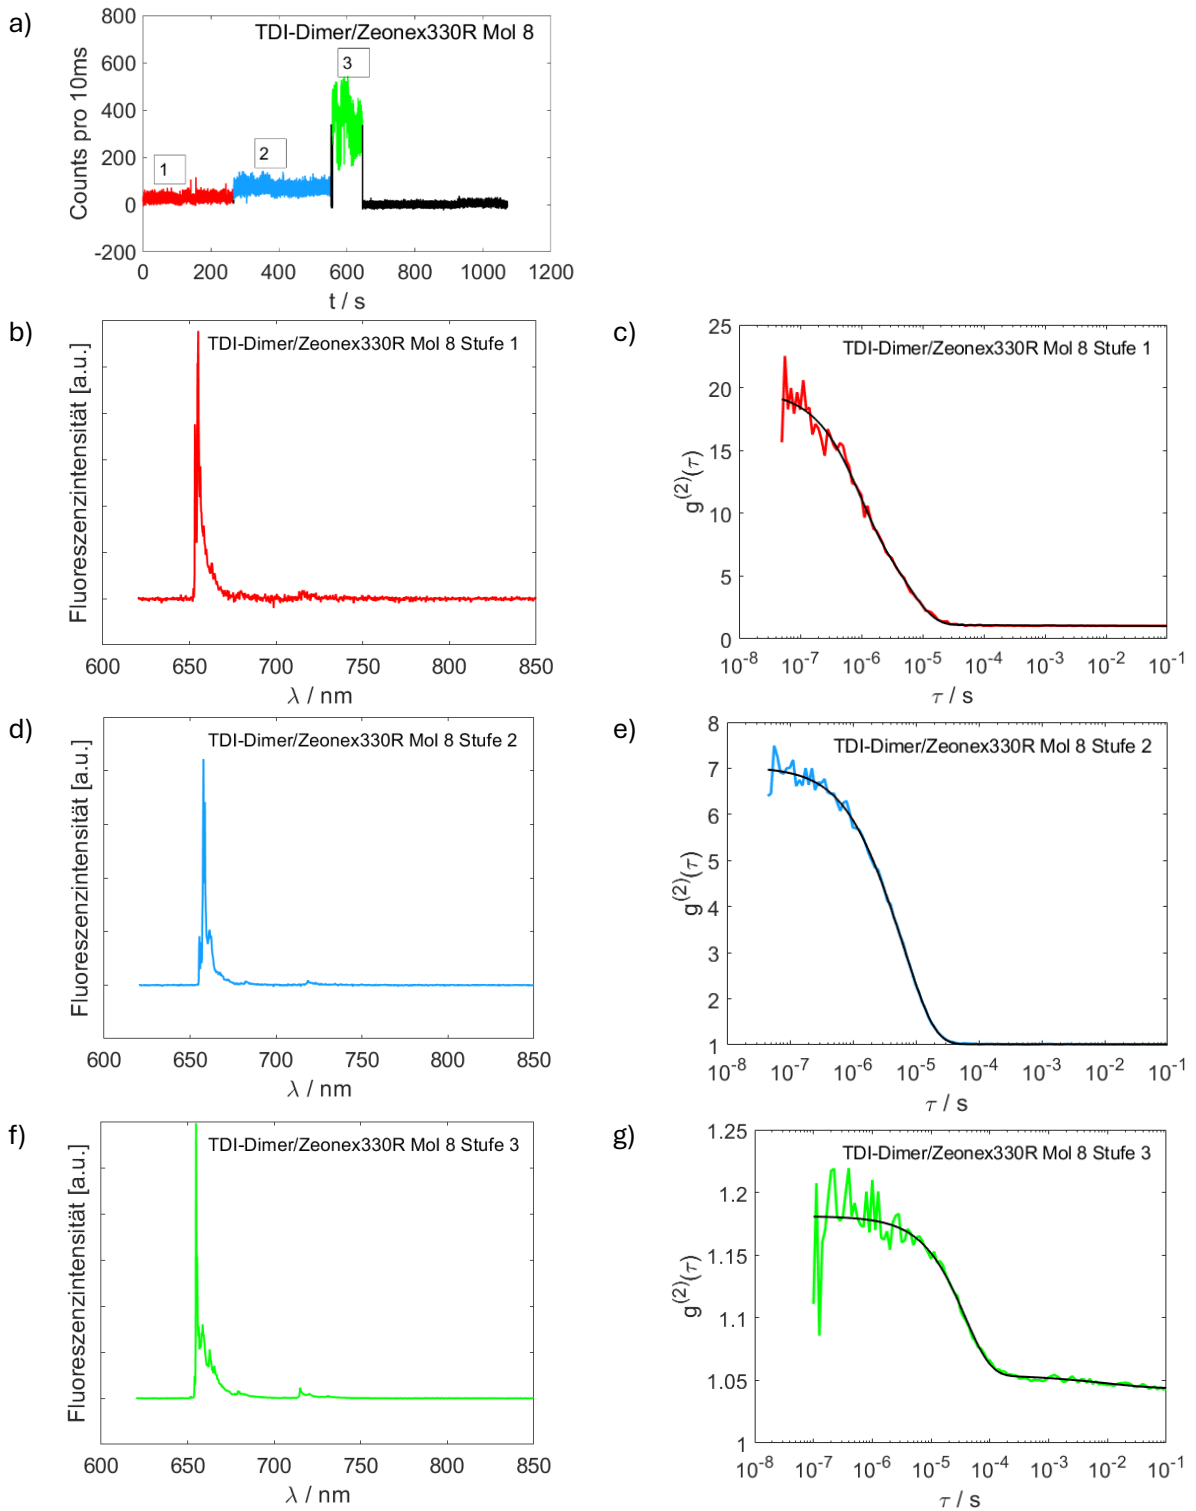 a)
TDI-Dimer/Zeonex330R Mol 8
Counts pro 10ms
800
600
400
200
0
-200
1
2
3
0 200 400 600 800 1000 1200
t / s
b)
TDI-Dimer/Zeonex330R Mol 8 Stufe 1
Fluoreszenzintensität [a.u.]
600 650 700 750 800 850
λ / nm
c)
TDI-Dimer/Zeonex330R Mol 8 Stufe 1
g⁽²⁾(τ)
25
20
15
10
5
0
10⁻⁸ 10⁻⁷ 10⁻⁶ 10⁻⁵ 10⁻⁴ 10⁻³ 10⁻² 10⁻¹
τ / s
d)
TDI-Dimer/Zeonex330R Mol 8 Stufe 2
Fluoreszenzintensität [a.u.]
600 650 700 750 800 850
λ / nm
e)
TDI-Dimer/Zeonex330R Mol 8 Stufe 2
g⁽²⁾(τ)
8
7
6
5
4
3
2
1
10⁻⁸ 10⁻⁷ 10⁻⁶ 10⁻⁵ 10⁻⁴ 10⁻³ 10⁻² 10⁻¹
τ / s
f)
TDI-Dimer/Zeonex330R Mol 8 Stufe 3
Fluoreszenzintensität [a.u.]
600 650 700 750 800 850
λ / nm
g)
TDI-Dimer/Zeonex330R Mol 8 Stufe 3
g⁽²⁾(τ)
1.25
1.2
1.15
1.1
1.05
1
10⁻⁸ 10⁻⁷ 10⁻⁶ 10⁻⁵ 10⁻⁴ 10⁻³ 10⁻² 10⁻¹
τ / s